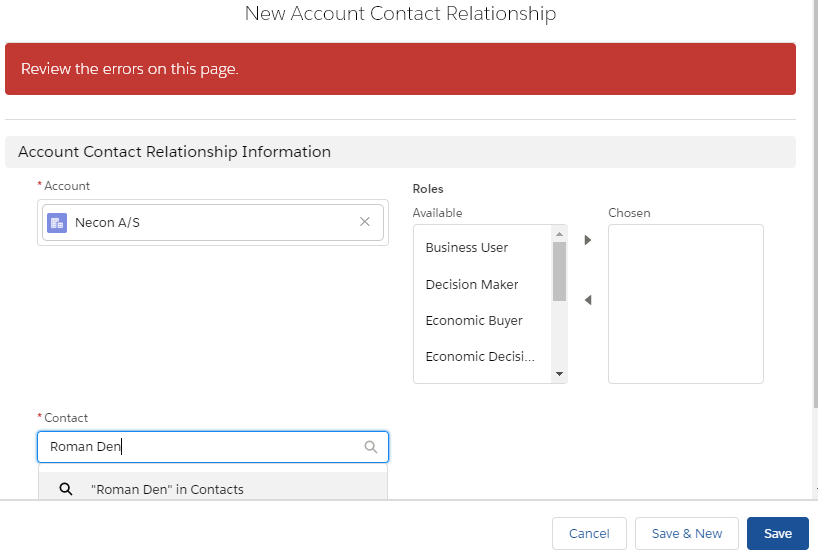 New Account Contact Relationship
Review the errors on this page.
Account Contact Relationship Information
* Account
Necon A/S
Roles
Available
Chosen
Business User
Decision Maker
Economic Buyer
Economic Decisi...
* Contact
Roman Den
"Roman Den" in Contacts
Cancel
Save & New
Save